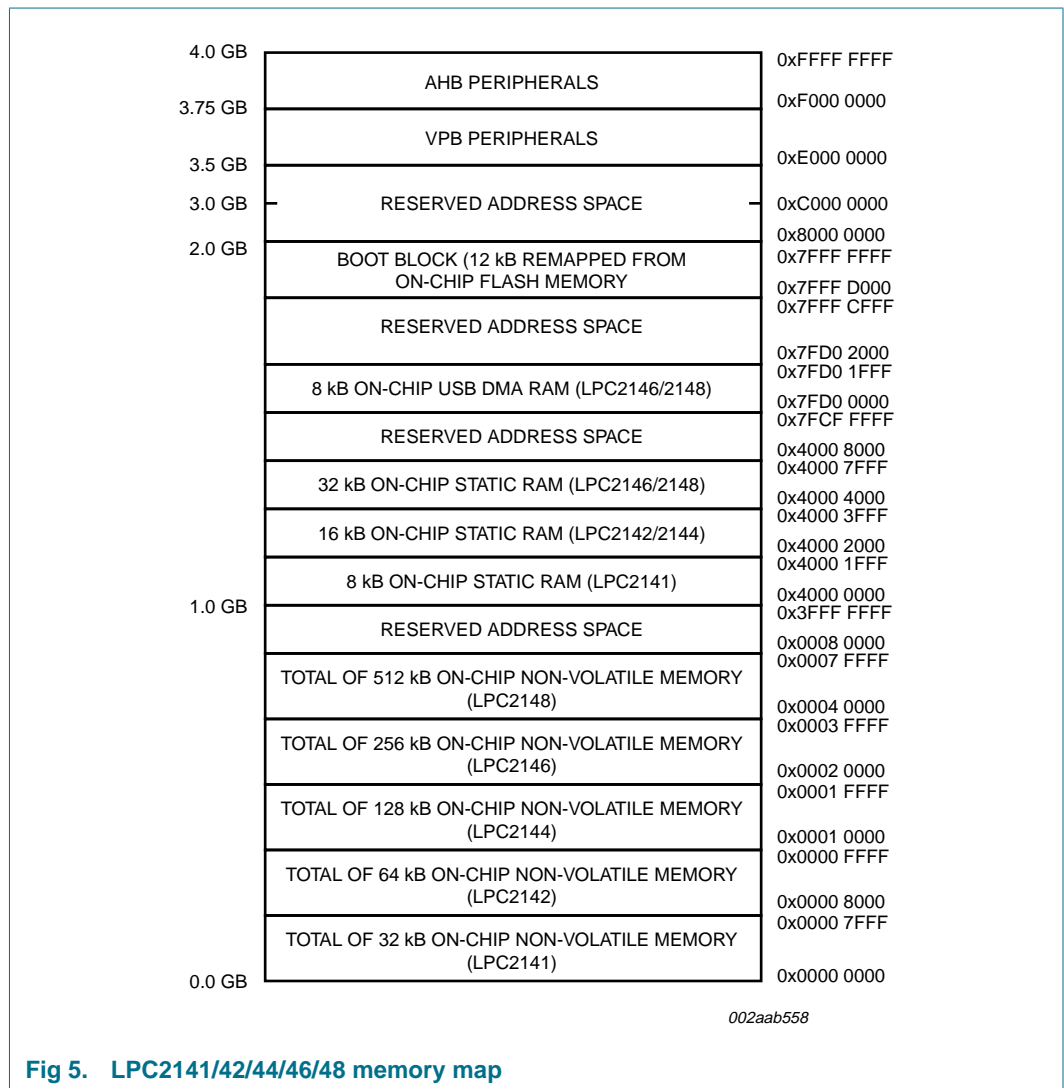 4.0 GB
0xFFFF FFFF
AHB PERIPHERALS
3.75 GB
0xF000 0000
VPB PERIPHERALS
3.5 GB
0xE000 0000
3.0 GB
RESERVED ADDRESS SPACE
0xC000 0000
0x8000 0000
2.0 GB
0x7FFF FFFF
BOOT BLOCK (12 kB REMAPPED FROM
ON-CHIP FLASH MEMORY
0x7FFF D000
0x7FFF CFFF
RESERVED ADDRESS SPACE
0x7FD0 2000
0x7FD0 1FFF
8 kB ON-CHIP USB DMA RAM (LPC2146/2148)
0x7FD0 0000
0x7FCF FFFF
RESERVED ADDRESS SPACE
0x4000 8000
0x4000 7FFF
32 kB ON-CHIP STATIC RAM (LPC2146/2148)
0x4000 4000
0x4000 3FFF
16 kB ON-CHIP STATIC RAM (LPC2142/2144)
0x4000 2000
0x4000 1FFF
8 kB ON-CHIP STATIC RAM (LPC2141)
0x4000 0000
1.0 GB
0x3FFF FFFF
RESERVED ADDRESS SPACE
0x0008 0000
0x0007 FFFF
TOTAL OF 512 kB ON-CHIP NON-VOLATILE MEMORY
(LPC2148)
0x0004 0000
0x0003 FFFF
TOTAL OF 256 kB ON-CHIP NON-VOLATILE MEMORY
(LPC2146)
0x0002 0000
0x0001 FFFF
TOTAL OF 128 kB ON-CHIP NON-VOLATILE MEMORY
(LPC2144)
0x0001 0000
0x0000 FFFF
TOTAL OF 64 kB ON-CHIP NON-VOLATILE MEMORY
(LPC2142)
0x0000 8000
0x0000 7FFF
TOTAL OF 32 kB ON-CHIP NON-VOLATILE MEMORY
(LPC2141)
0.0 GB
0x0000 0000
002aab558
Fig 5. LPC2141/42/44/46/48 memory map